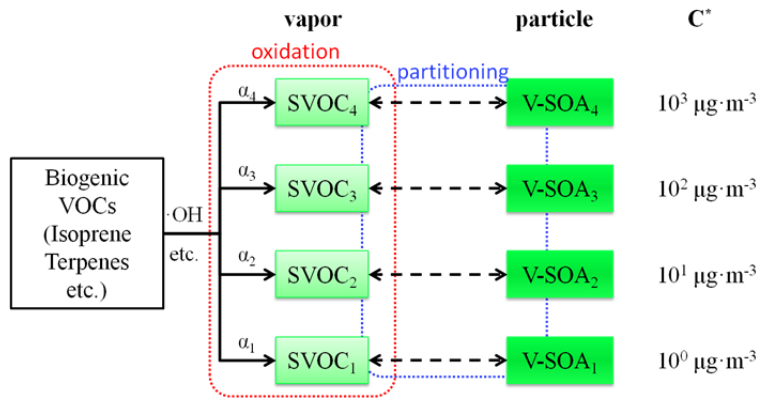 vapor
particle
C*
oxidation
partitioning
α4
SVOC4
V-SOA4
10³ μg·m⁻³
α3
SVOC3
V-SOA3
10² μg·m⁻³
Biogenic
VOCs
(Isoprene
Terpenes
etc.)
·OH
etc.
α2
SVOC2
V-SOA2
10¹ μg·m⁻³
α1
SVOC1
V-SOA1
10⁰ μg·m⁻³